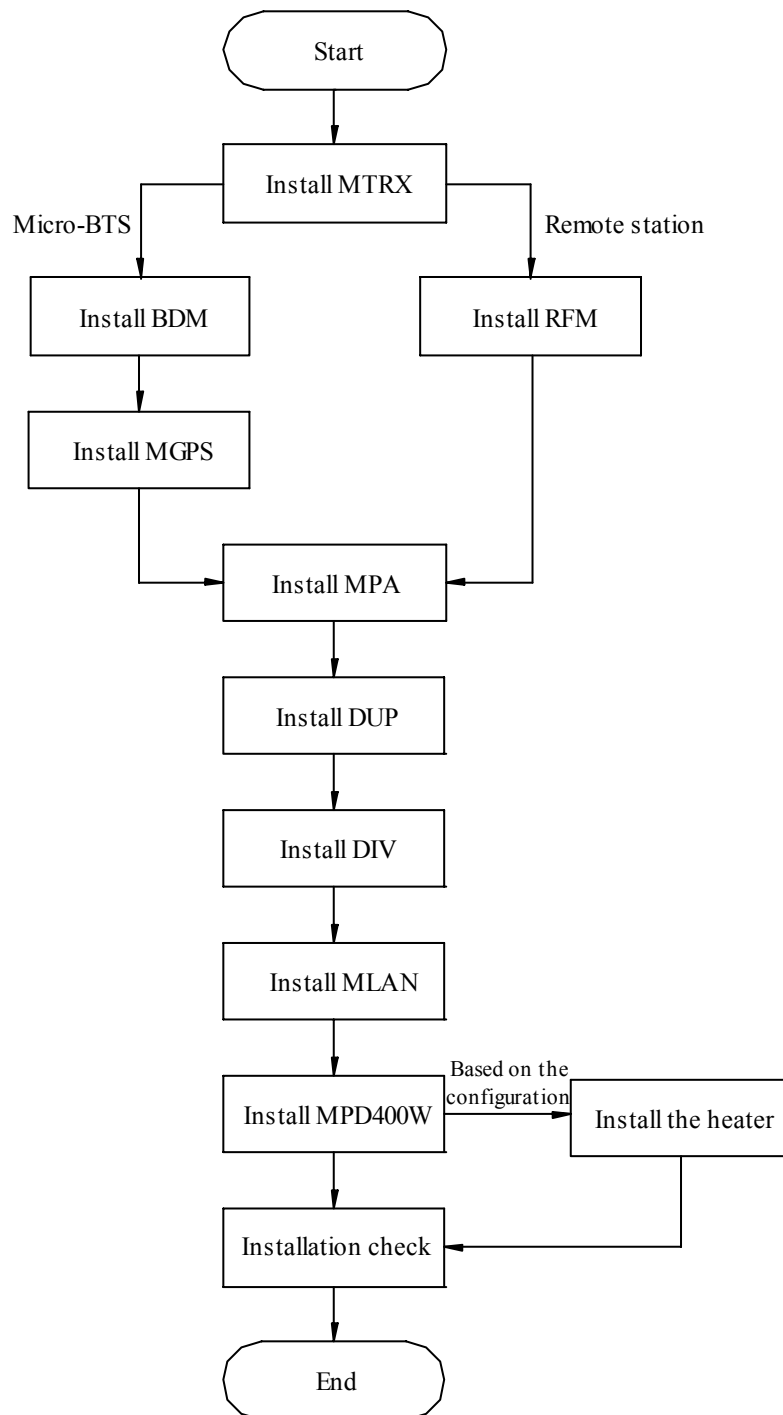 Start
Install MTRX
Micro-BTS
Remote station
Install BDM
Install RFM
Install MGPS
Install MPA
Install DUP
Install DIV
Install MLAN
Based on the
configuration
Install MPD400W
Install the heater
Installation check
End